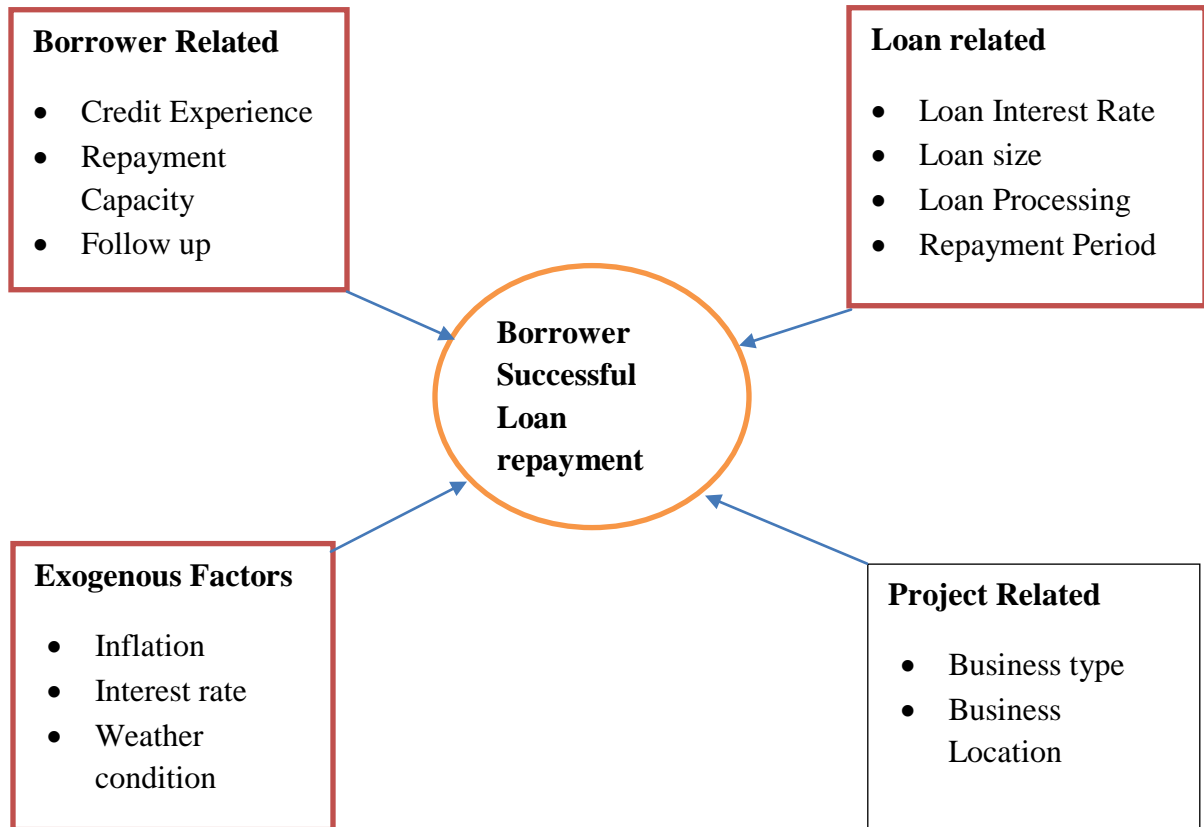 Borrower Related
• Credit Experience
• Repayment
Capacity
• Follow up
Loan related
• Loan Interest Rate
• Loan size
• Loan Processing
• Repayment Period
Borrower
Successful
Loan
repayment
Exogenous Factors
• Inflation
• Interest rate
• Weather
condition
Project Related
• Business type
• Business
Location